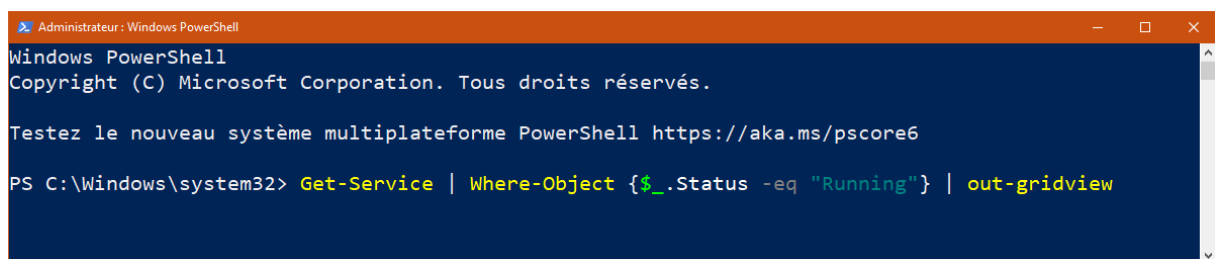 Administrateur : Windows PowerShell
Windows PowerShell
Copyright (C) Microsoft Corporation. Tous droits réservés.
Testez le nouveau système multiplateforme PowerShell https://aka.ms/pscore6
PS C:\Windows\system32> Get-Service | Where-Object {$_.Status -eq "Running"} | out-gridview